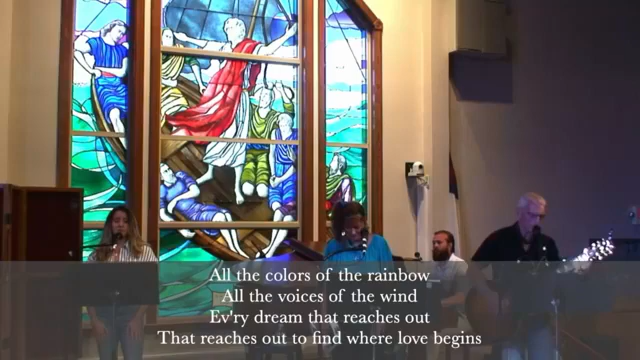 All the colors of the rainbow
All the voices of the wind
Ev'ry dream that reaches out
That reaches out to find where love begins